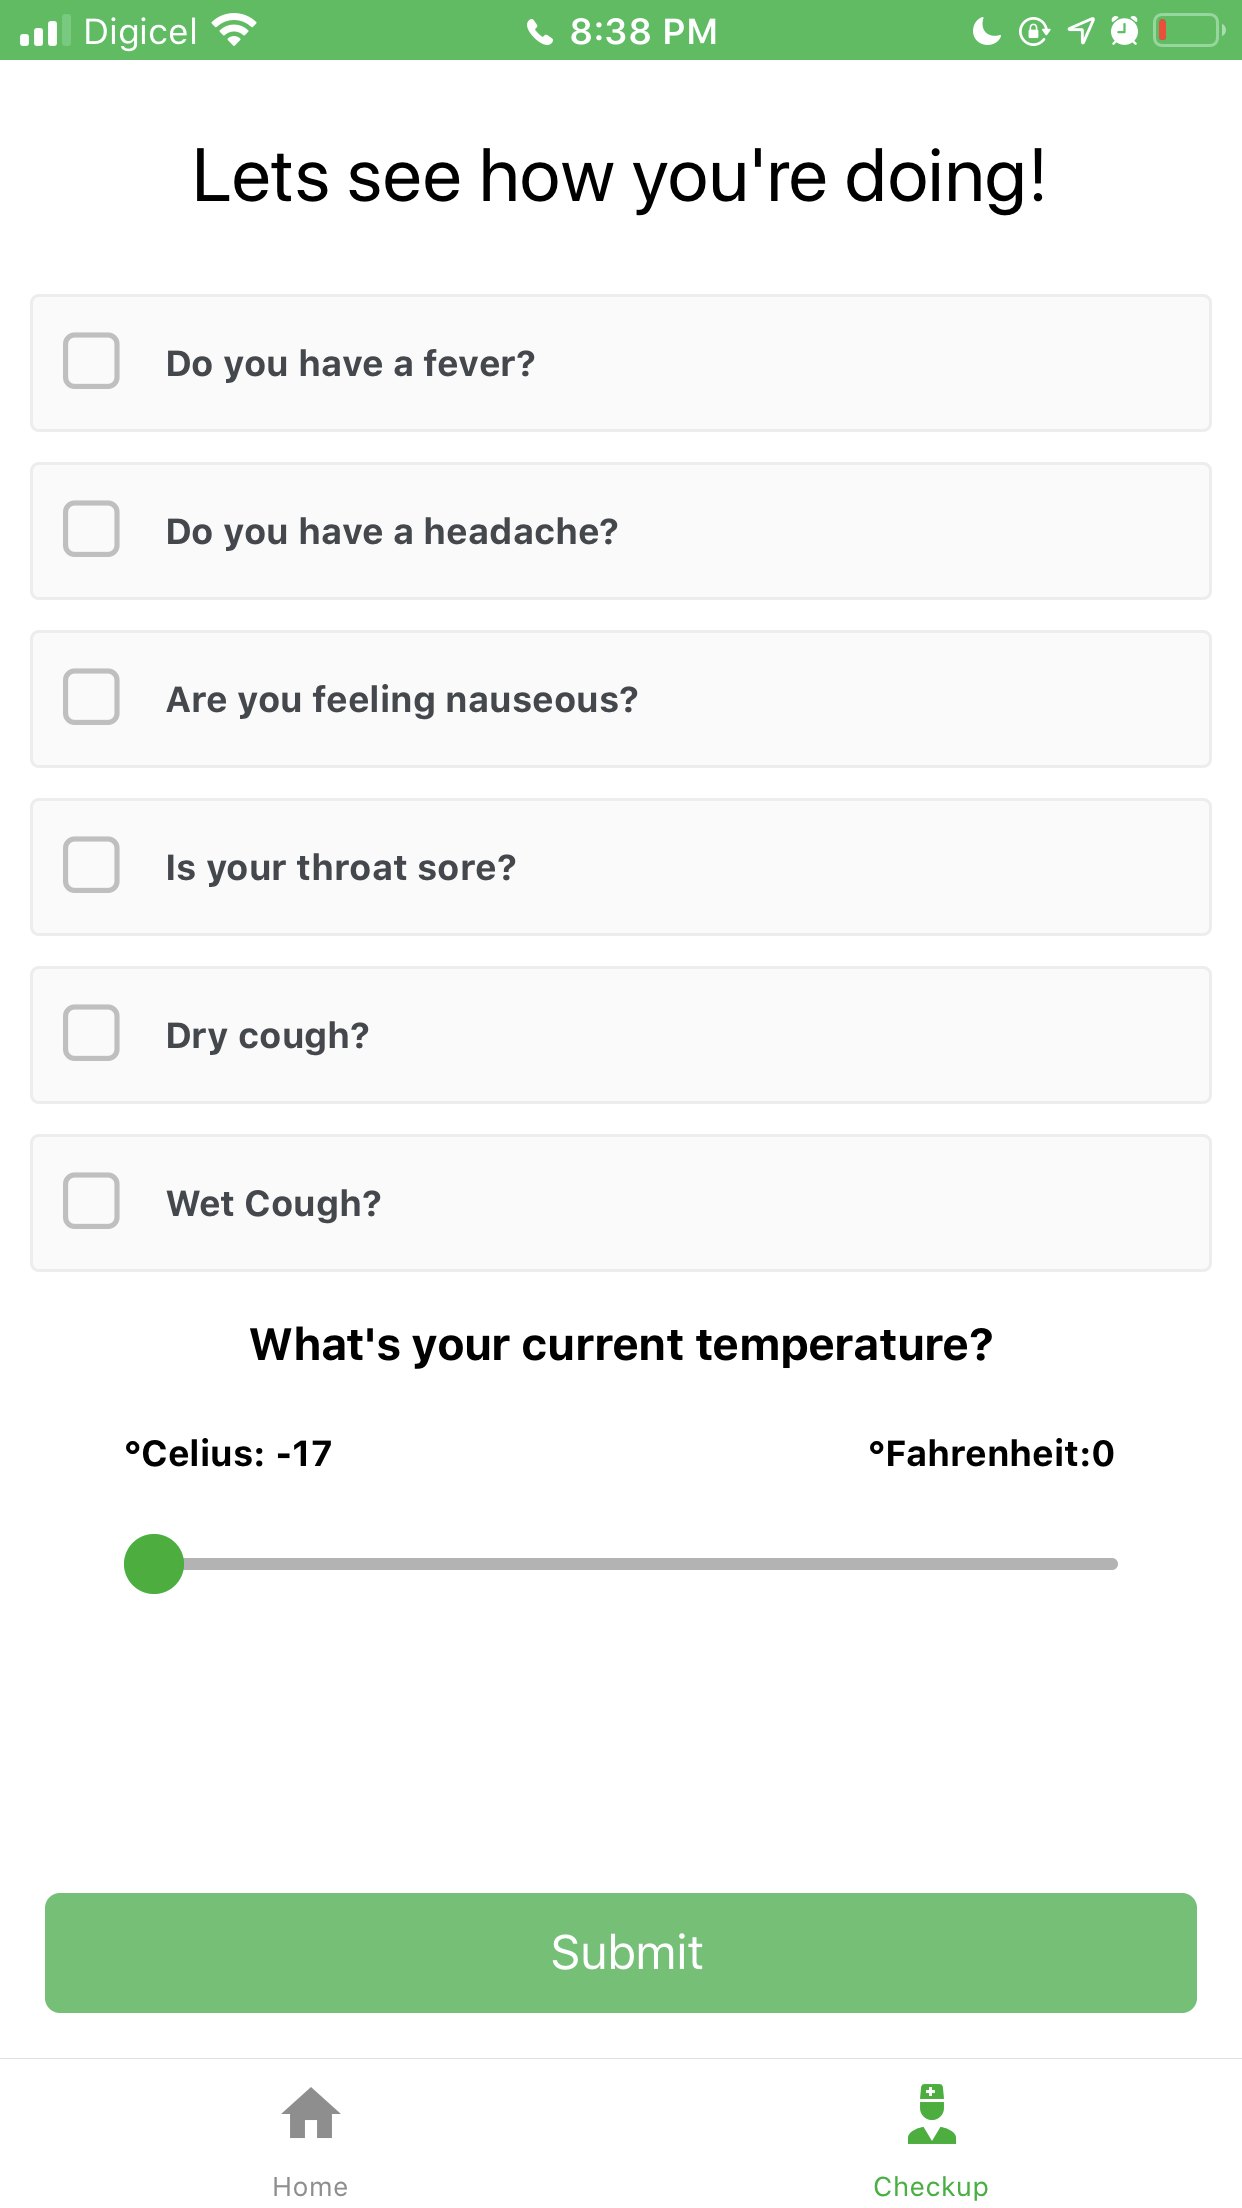 Digicel 8:38 PM
Lets see how you're doing!
Do you have a fever?
Do you have a headache?
Are you feeling nauseous?
Is your throat sore?
Dry cough?
Wet Cough?
What's your current temperature?
°Celius: -17 °Fahrenheit:0
Submit
Home Checkup